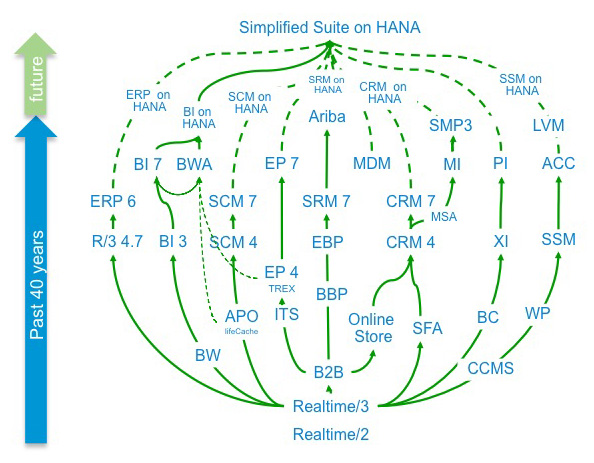 Simplified Suite on HANA
future
ERP on
HANA
BI on
HANA
SCM on
HANA
SRM on
HANA
CRM on
HANA
SSM on
HANA
Ariba
SMP3
LVM
BI 7
BWA
EP 7
MDM
MI
PI
ACC
ERP 6
SCM 7
SRM 7
CRM 7
MSA
R/3 4.7
BI 3
SCM 4
EBP
CRM 4
XI
SSM
Past 40 years
EP 4
TREX
BBP
APO
lifeCache
ITS
Online
Store
SFA
BC
WP
BW
B2B
CCMS
Realtime/3
Realtime/2